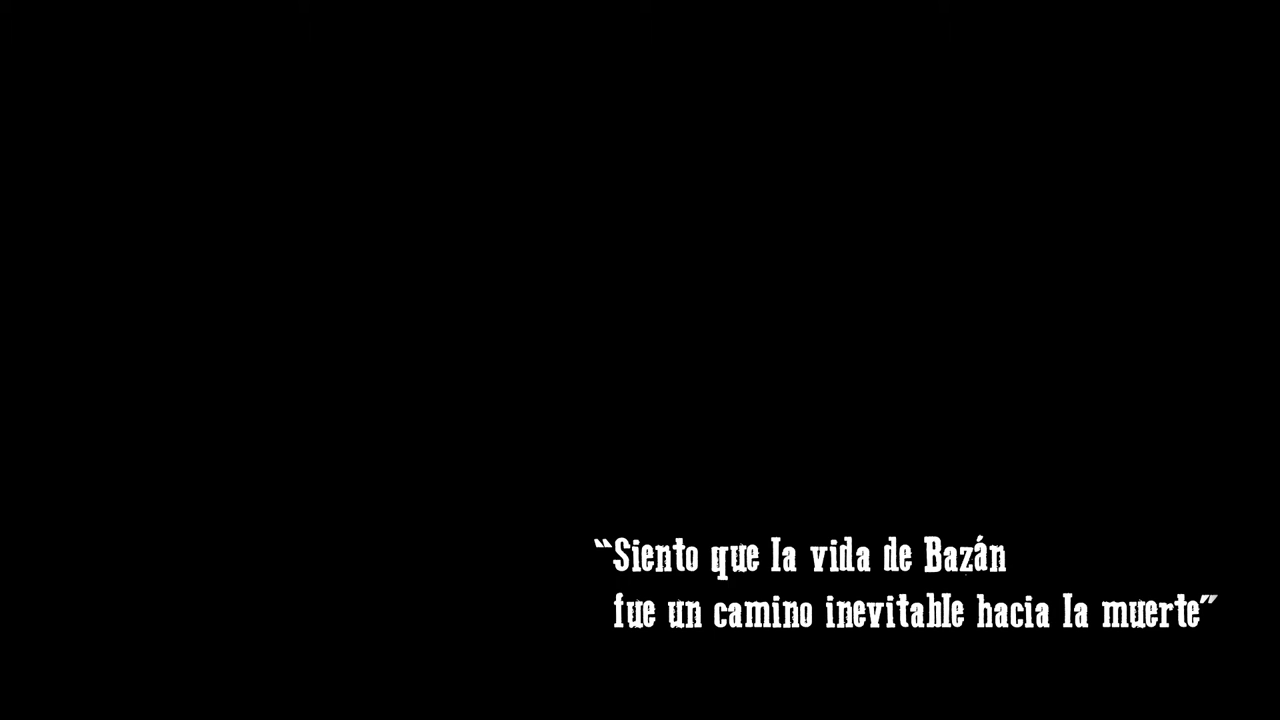 “Siento que la vida de Bazán
fue un camino inevitable hacia la muerte”